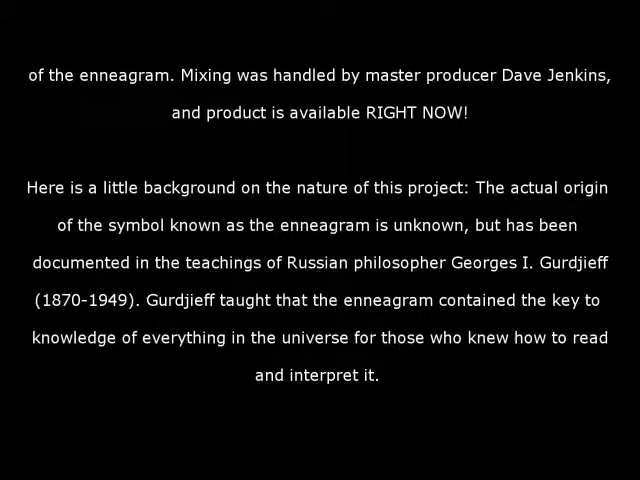 of the enneagram. Mixing was handled by master producer Dave Jenkins,
and product is available RIGHT NOW!
Here is a little background on the nature of this project: The actual origin
of the symbol known as the enneagram is unknown, but has been
documented in the teachings of Russian philosopher Georges I. Gurdjieff
(1870-1949). Gurdjieff taught that the enneagram contained the key to
knowledge of everything in the universe for those who knew how to read
and interpret it.